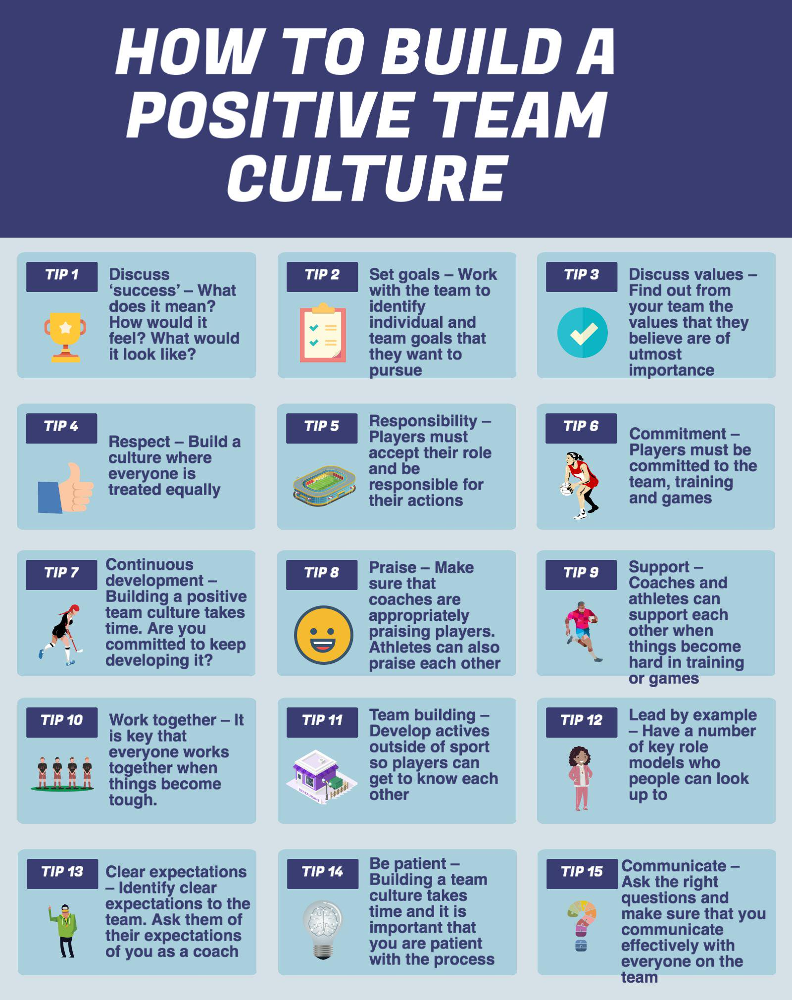 HOW TO BUILD A
POSITIVE TEAM
CULTURE
TIP 1
Discuss
‘success’ – What
does it mean?
How would it
feel? What would
it look like?
TIP 2
Set goals – Work
with the team to
identify
individual and
team goals that
they want to
pursue
TIP 3
Discuss values –
Find out from
your team the
values that they
believe are of
utmost
importance
TIP 4
Respect – Build a
culture where
everyone is
treated equally
TIP 5
Responsibility –
Players must
accept their role
and be
responsible for
their actions
TIP 6
Commitment –
Players must be
committed to the
team, training
and games
TIP 7
Continuous
development –
Building a positive
team culture takes
time. Are you
committed to keep
developing it?
TIP 8
Praise – Make
sure that
coaches are
appropriately
praising players.
Athletes can also
praise each other
TIP 9
Support –
Coaches and
athletes can
support each
other when
things become
hard in training
or games
TIP 10
Work together – It
is key that
everyone works
together when
things become
tough.
TIP 11
Team building –
Develop actives
outside of sport
so players can
get to know each
other
RESTAURANT
TIP 12
Lead by example
– Have a number
of key role
models who
people can look
up to
TIP 13
Clear expectations
– Identify clear
expectations to the
team. Ask them of
their expectations
of you as a coach
TIP 14
Be patient –
Building a team
culture takes
time and it is
important that
you are patient
with the process
TIP 15
Communicate –
Ask the right
questions and
make sure that you
communicate
effectively with
everyone on the
team